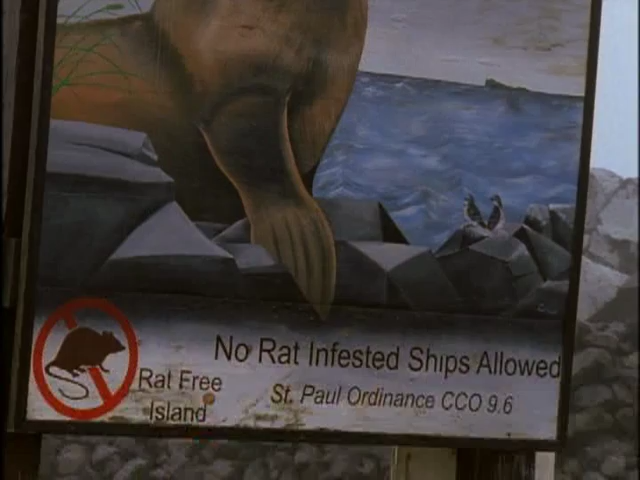 No Rat Infested Ships Allowed
Rat Free
Island
St. Paul Ordinance CCO 9.6